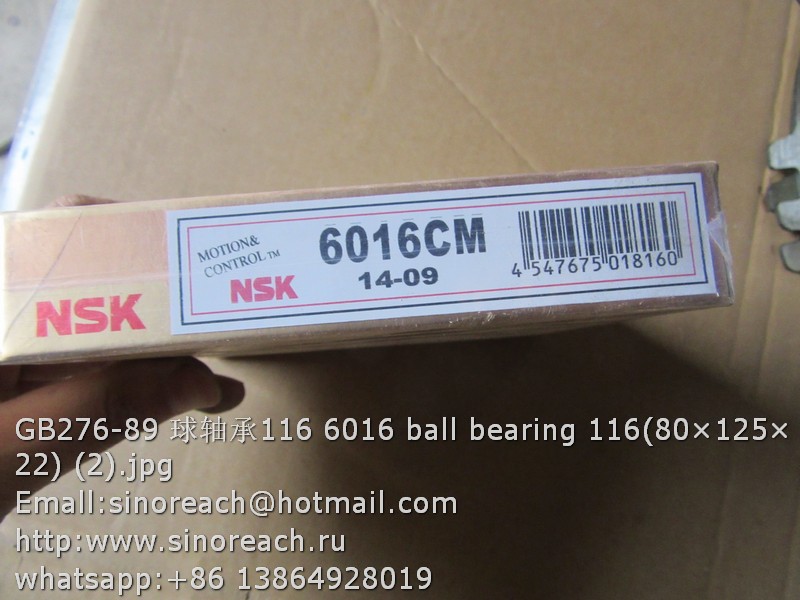 MOTION&
CONTROL™
NSK
6016CM
14-09
4 547675 018160
NSK
GB276-89 球轴承116 6016 ball bearing 116(80×125×
22) (2).jpg
Emall:sinoreach@hotmail.com
http:www.sinoreach.ru
whatsapp:+86 13864928019